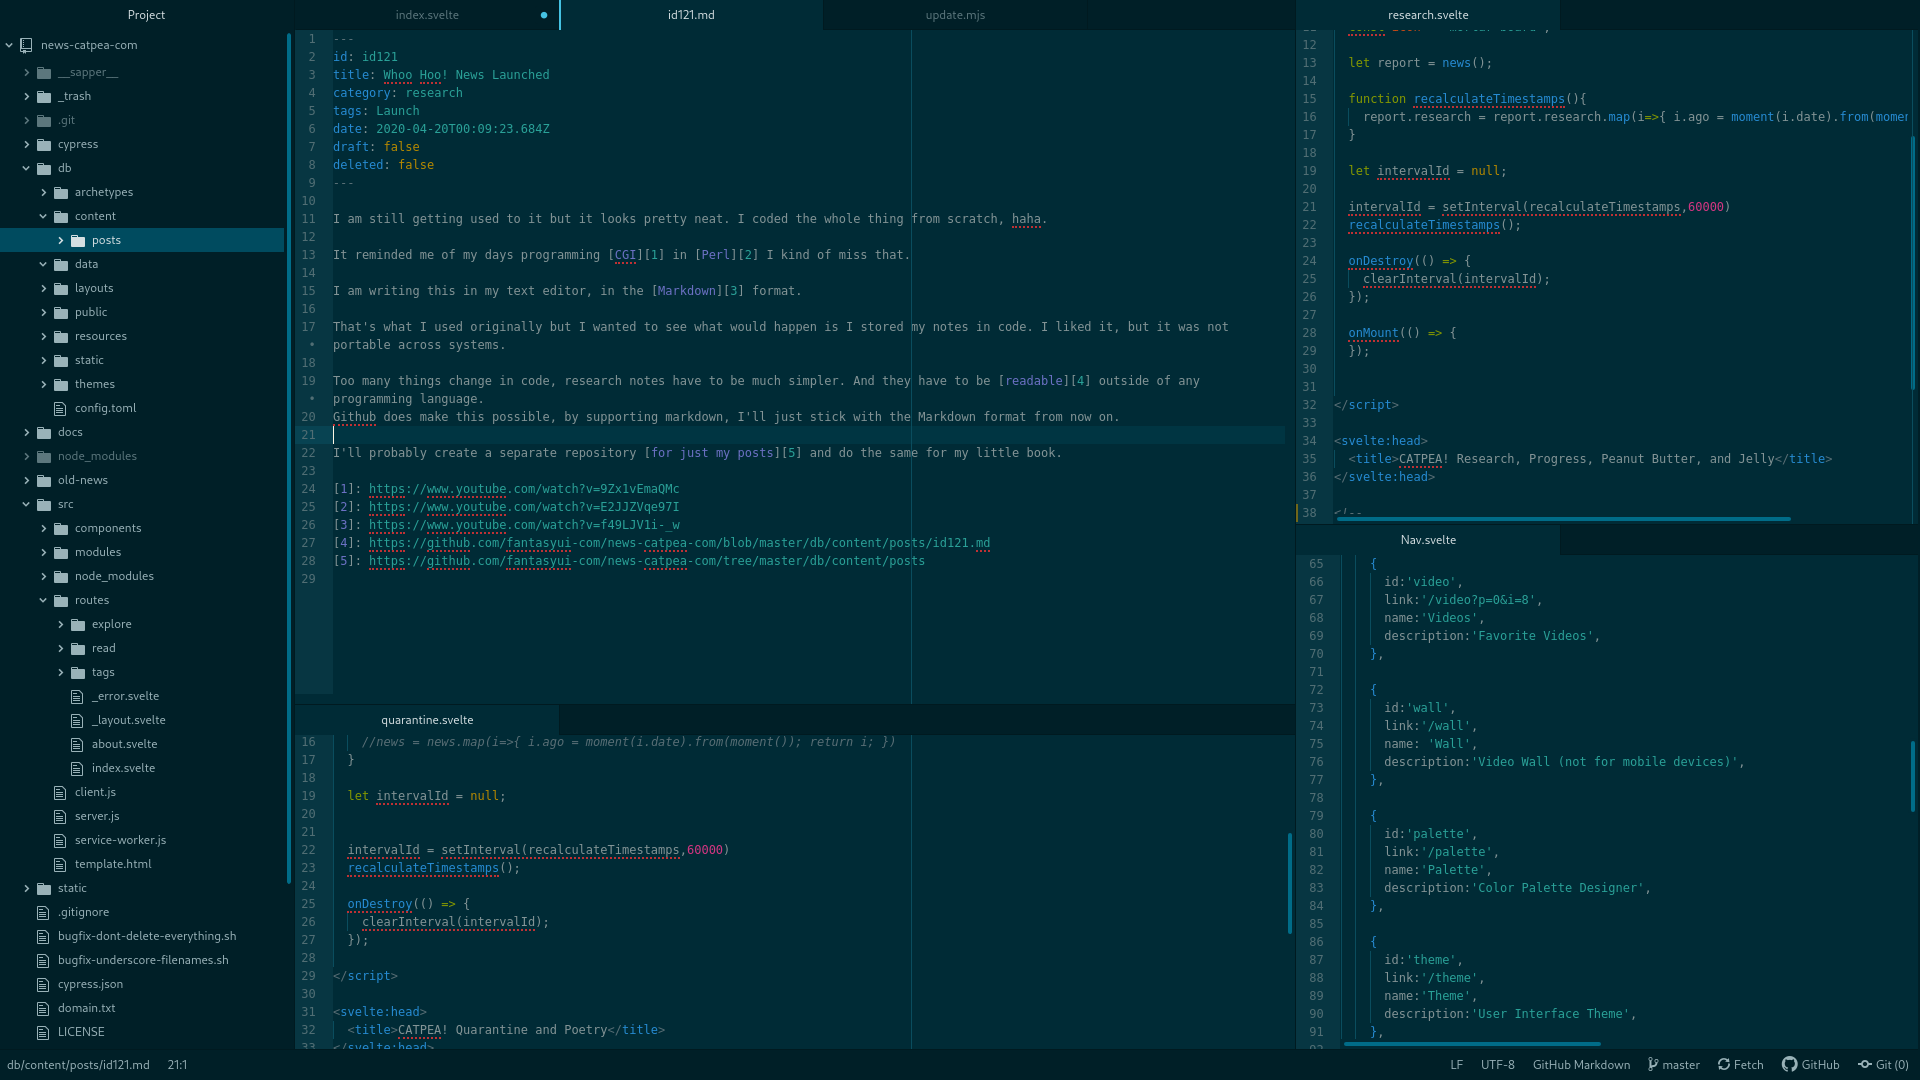 Project
news-catpea-com
__sapper__
_trash
.git
cypress
db
archetypes
content
posts
data
layouts
public
resources
static
themes
config.toml
docs
node_modules
old-news
src
components
modules
node_modules
routes
explore
read
tags
_error.svelte
_layout.svelte
about.svelte
index.svelte
client.js
server.js
service-worker.js
template.html
static
.gitignore
bugfix-dont-delete-everything.sh
bugfix-underscore-filenames.sh
cypress.json
domain.txt
LICENSE
index.svelte
id121.md
update.mjs
1 ---
2 id: id121
3 title: Whoo Hoo! News Launched
4 category: research
5 tags: Launch
6 date: 2020-04-20T00:09:23.684Z
7 draft: false
8 deleted: false
9 ---
10
11 I am still getting used to it but it looks pretty neat. I coded the whole thing from scratch, haha.
12
13 It reminded me of my days programming [CGI][1] in [Perl][2] I kind of miss that.
14
15 I am writing this in my text editor, in the [Markdown][3] format.
16
17 That's what I used originally but I wanted to see what would happen is I stored my notes in code. I liked it, but it was not
• portable across systems.
18
19 Too many things change in code, research notes have to be much simpler. And they have to be [readable][4] outside of any
• programming language.
20 Github does make this possible, by supporting markdown, I'll just stick with the Markdown format from now on.
21
22 I'll probably create a separate repository [for just my posts][5] and do the same for my little book.
23
24 [1]: https://www.youtube.com/watch?v=9Zx1vEmaQMc
25 [2]: https://www.youtube.com/watch?v=E2JJZVqe97I
26 [3]: https://www.youtube.com/watch?v=f49LJV1i-_w
27 [4]: https://github.com/fantasyui-com/news-catpea-com/blob/master/db/content/posts/id121.md
28 [5]: https://github.com/fantasyui-com/news-catpea-com/tree/master/db/content/posts
29
quarantine.svelte
16 //news = news.map(i=>{ i.ago = moment(i.date).from(moment()); return i; })
17 }
18
19 let intervalId = null;
20
21
22 intervalId = setInterval(recalculateTimestamps,60000)
23 recalculateTimestamps();
24
25 onDestroy(() => {
26 clearInterval(intervalId);
27 });
28
29 </script>
30
31 <svelte:head>
32 <title>CATPEA! Quarantine and Poetry</title>
33 </svelte:head>
research.svelte
12
13 let report = news();
14
15 function recalculateTimestamps(){
16 report.research = report.research.map(i=>{ i.ago = moment(i.date).from(momen
17 }
18
19 let intervalId = null;
20
21 intervalId = setInterval(recalculateTimestamps,60000)
22 recalculateTimestamps();
23
24 onDestroy(() => {
25 clearInterval(intervalId);
26 });
27
28 onMount(() => {
29 });
30
31
32 </script>
33
34 <svelte:head>
35 <title>CATPEA! Research, Progress, Peanut Butter, and Jelly</title>
36 </svelte:head>
37
38 <!--
Nav.svelte
65 {
66 id:'video',
67 link:'/video?p=0&i=8',
68 name:'Videos',
69 description:'Favorite Videos',
70 },
71
72 {
73 id:'wall',
74 link:'/wall',
75 name: 'Wall',
76 description:'Video Wall (not for mobile devices)',
77 },
78
79 {
80 id:'palette',
81 link:'/palette',
82 name:'Palette',
83 description:'Color Palette Designer',
84 },
85
86 {
87 id:'theme',
88 link:'/theme',
89 name:'Theme',
90 description:'User Interface Theme',
91 },
db/content/posts/id121.md 21:1
LF UTF-8 GitHub Markdown master Fetch GitHub Git (0)